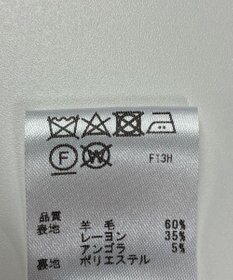 F W FT3H
品質
表地 羊毛 60%
レーヨン 35%
アンゴラ 5%
裏地 ポリエステル